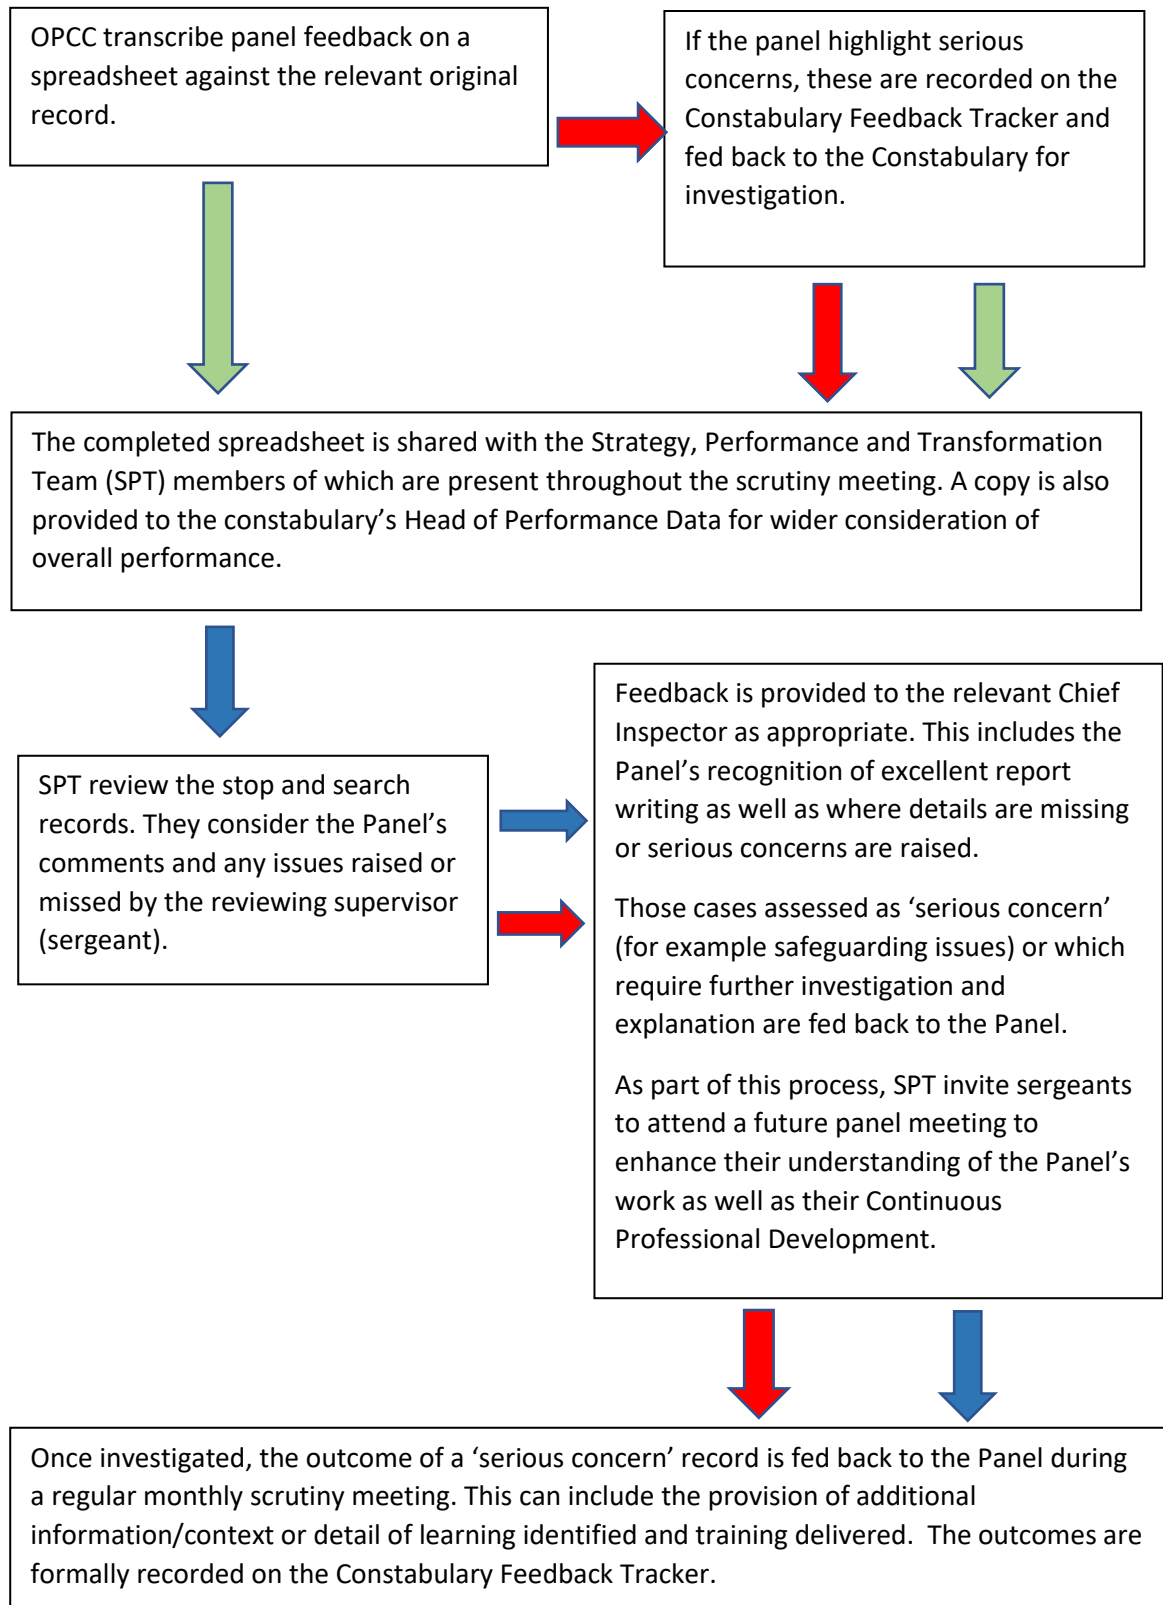 OPCC transcribe panel feedback on a
spreadsheet against the relevant original
record.
If the panel highlight serious
concerns, these are recorded on the
Constabulary Feedback Tracker and
fed back to the Constabulary for
investigation.
The completed spreadsheet is shared with the Strategy, Performance and Transformation
Team (SPT) members of which are present throughout the scrutiny meeting. A copy is also
provided to the constabulary’s Head of Performance Data for wider consideration of
overall performance.
SPT review the stop and search
records. They consider the Panel’s
comments and any issues raised or
missed by the reviewing supervisor
(sergeant).
Feedback is provided to the relevant Chief
Inspector as appropriate. This includes the
Panel’s recognition of excellent report
writing as well as where details are missing
or serious concerns are raised.
Those cases assessed as ‘serious concern’
(for example safeguarding issues) or which
require further investigation and
explanation are fed back to the Panel.
As part of this process, SPT invite sergeants
to attend a future panel meeting to
enhance their understanding of the Panel’s
work as well as their Continuous
Professional Development.
Once investigated, the outcome of a ‘serious concern’ record is fed back to the Panel during
a regular monthly scrutiny meeting. This can include the provision of additional
information/context or detail of learning identified and training delivered.  The outcomes are
formally recorded on the Constabulary Feedback Tracker.